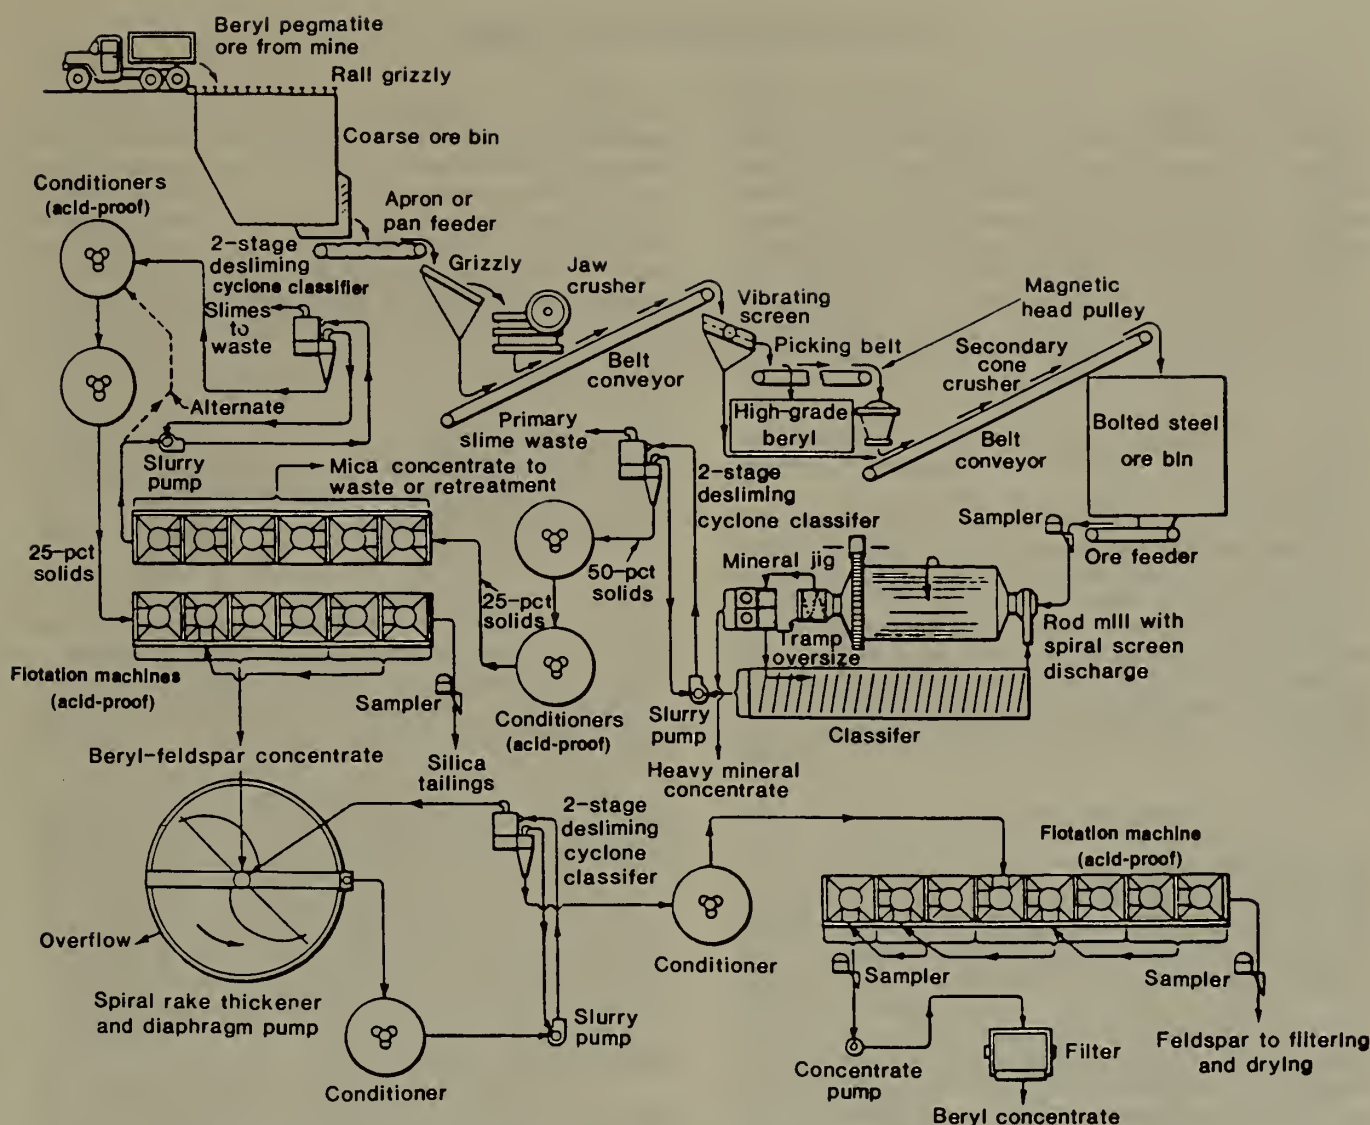 Beryl pegmatite
ore from mine
Rail grizzly
Coarse ore bin
Conditioners
(acid-proof)
Apron or
pan feeder
2-stage
desliming
cyclone classifier
Grizzly
Jaw
crusher
Slimes
to
waste
Vibrating
screen
Magnetic
head pulley
Picking belt
Secondary
cone
crusher
Belt
conveyor
Alternate
High-grade
beryl
Bolted steel
ore bin
Primary
slime waste
Belt
conveyor
Slurry
pump
Mica concentrate to
waste or retreatment
2-stage
desliming
cyclone classifer
Sampler
Ore feeder
25-pct
solids
50-pct
solids
Mineral jig
25-pct
solids
Tramp
oversize
Rod mill with
spiral screen
discharge
Flotation machines
(acid-proof)
Sampler
Conditioners
(acid-proof)
Slurry
pump
Classifer
Beryl-feldspar concentrate
Silica
tailings
Heavy mineral
concentrate
2-stage
desliming
cyclone
classifer
Flotation machine
(acid-proof)
Overflow
Conditioner
Sampler
Sampler
Spiral rake thickener
and diaphragm pump
Slurry
pump
Conditioner
Concentrate
pump
Filter
Feldspar to filtering
and drying
Beryl concentrate